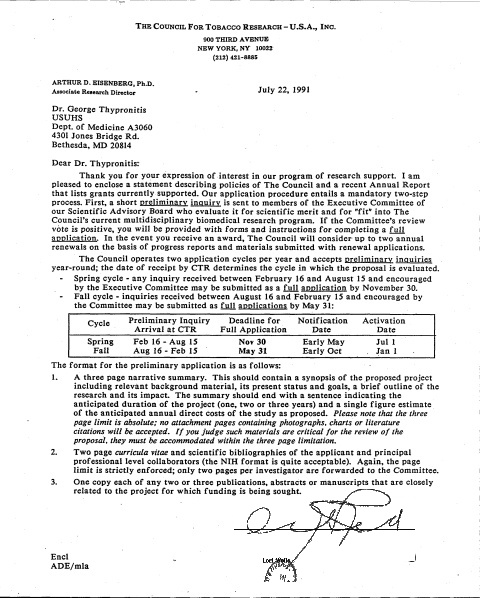 THE COUNCIL FOR TOBACCO RESEARCH – U.S.A., INC.
900 THIRD AVENUE
NEW YORK, NY 10022
(212) 421-8885
ARTHUR D. EISENBERG, Ph.D.
Associate Research Director
July 22, 1991
Dr. George Thypronitis
USUHS
Dept. of Medicine A3060
4301 Jones Bridge Rd.
Bethesda, MD 20814
Dear Dr. Thypronitis:
Thank you for your expression of interest in our program of research support. I am
pleased to enclose a statement describing policies of The Council and a recent Annual Report
that lists grants currently supported. Our application procedure entails a mandatory two-step
process. First, a short preliminary inquiry is sent to members of the Executive Committee of
our Scientific Advisory Board who evaluate it for scientific merit and for "fit" into The
Council's current multidisciplinary biomedical research program. If the Committee's review
vote is positive, you will be provided with forms and instructions for completing a full
application. In the event you receive an award, The Council will consider up to two annual
renewals on the basis of progress reports and materials submitted with renewal applications.
The Council operates two application cycles per year and accepts preliminary inquiries
year-round; the date of receipt by CTR determines the cycle in which the proposal is evaluated.
- Spring cycle - any inquiry received between February 16 and August 15 and encouraged
by the Executive Committee may be submitted as a full application by November 30.
- Fall cycle - inquiries received between August 16 and February 15 and encouraged by
the Committee may be submitted as full applications by May 31:
Cycle Preliminary Inquiry Arrival at CTR Deadline for Full Application Notification Date Activation Date
Spring Feb 16 - Aug 15 Nov 30 Early May Jul 1
Fall Aug 16 - Feb 15 May 31 Early Oct Jan 1
The format for the preliminary application is as follows:
1. A three page narrative summary. This should contain a synopsis of the proposed project
including relevant background material, its present status and goals, a brief outline of the
research and its impact. The summary should end with a sentence indicating the
anticipated duration of the project (one, two or three years) and a single figure estimate
of the anticipated annual direct costs of the study as proposed. Please note that the three
page limit is absolute; no attachment pages containing photographs, charts or literature
citations will be accepted. If you judge such materials are critical for the review of the
proposal, they must be accommodated within the three page limitation.
2. Two page curricula vitae and scientific bibliographies of the applicant and principal
professional level collaborators (the NIH format is quite acceptable). Again, the page
limit is strictly enforced; only two pages per investigator are forwarded to the Committee.
3. One copy each of any two or three publications, abstracts or manuscripts that are closely
related to the project for which funding is being sought.
Encl
ADE/mla